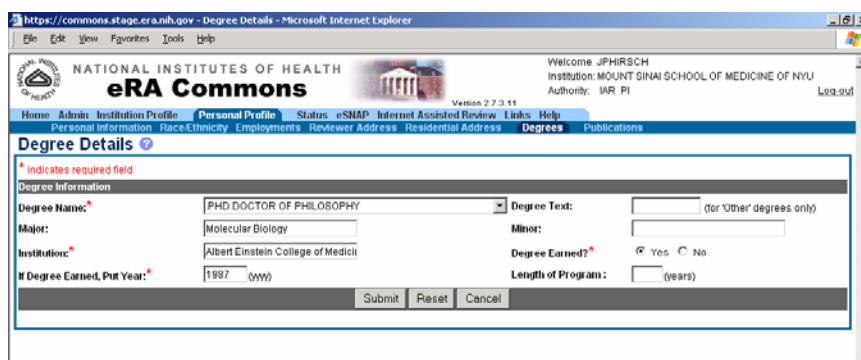 https://commons.stage.era.nih.gov - Degree Details - Microsoft Internet Explorer
File Edit View Favorites Tools Help
NATIONAL INSTITUTES OF HEALTH
eRA Commons
Version 2.7.3.11
Welcome JPHIRSCH
Institution: MOUNT SINAI SCHOOL OF MEDICINE OF NYU
Authority: IAR PI
Log-out
Home Admin Institution Profile Personal Profile Status eSNAP Internet Assisted Review Links Help
Personal Information Race/Ethnicity Employments Reviewer Address Residential Address Degrees Publications
Degree Details ?
* indicates required field
Degree Information
Degree Name:* PHD:DOCTOR OF PHILOSOPHY Degree Text: (for 'Other' degrees only)
Major: Molecular Biology Minor:
Institution:* Albert Einstein College of Medicin Degree Earned?* Yes No
If Degree Earned, Put Year:* 1987 (yyyy) Length of Program : (years)
Submit Reset Cancel